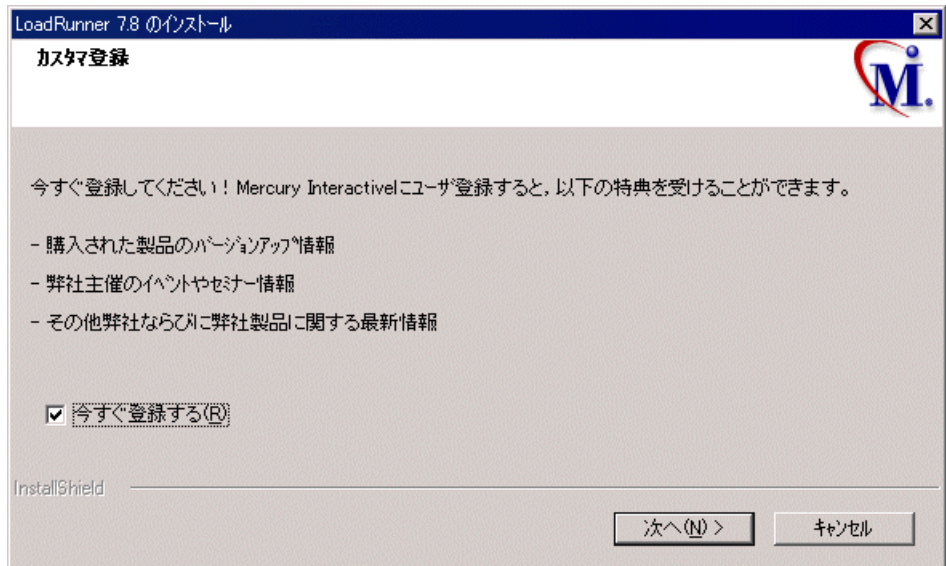 LoadRunner 7.8 のインストール
カスタマ登録
M.
今すぐ登録してください！Mercury Interactiveにユーザ登録すると，以下の特典を受けることができます。
- 購入された製品のバージョンアップ情報
- 弊社主催のイベントやセミナー情報
- その他弊社ならびに弊社製品に関する最新情報
今すぐ登録する(R)
InstallShield
次へ(N) >
キャンセル